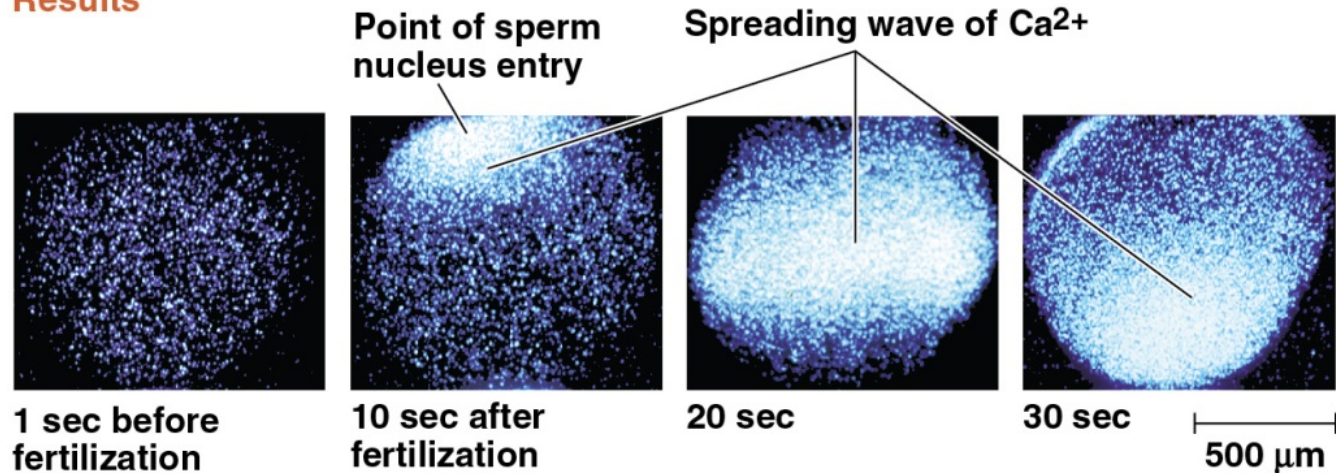 Results
Point of sperm
nucleus entry
Spreading wave of Ca2+
1 sec before
fertilization
10 sec after
fertilization
20 sec
30 sec
500 μm